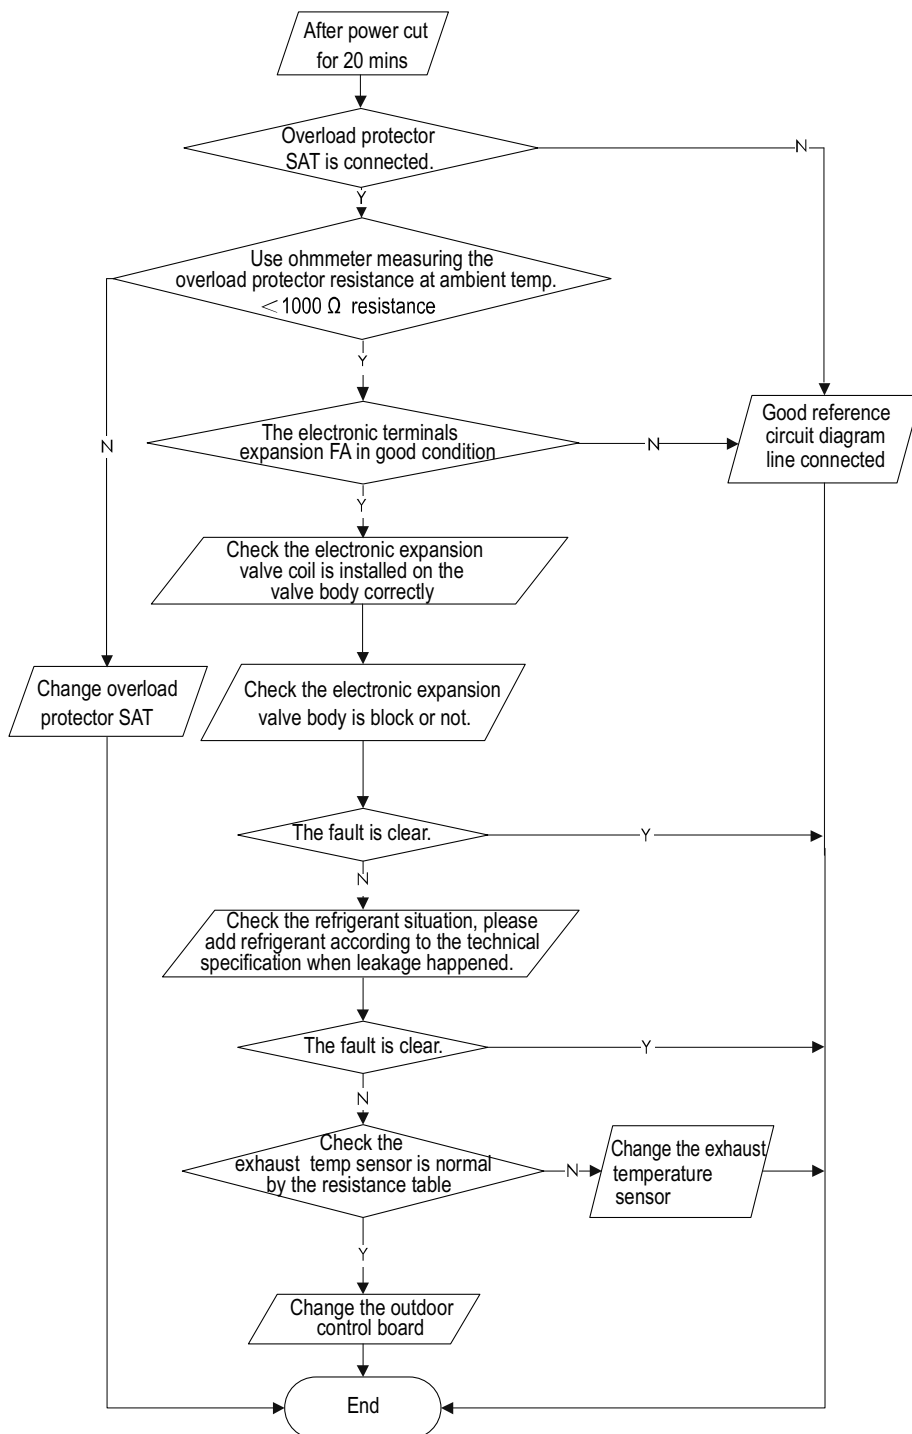 After power cut
for 20 mins
Overload protector
SAT is connected.
N
Y
Use ohmmeter measuring the
overload protector resistance at ambient temp.
＜1000 Ω resistance
Y
N
The electronic terminals
expansion FA in good condition
N
Good reference
circuit diagram
line connected
Y
Check the electronic expansion
valve coil is installed on the
valve body correctly
Change overload
protector SAT
Check the electronic expansion
valve body is block or not.
The fault is clear.
Y
N
Check the refrigerant situation, please
add refrigerant according to the technical
specification when leakage happened.
The fault is clear.
Y
N
Check the
exhaust temp sensor is normal
by the resistance table
N
Change the exhaust
temperature
sensor
Y
Change the outdoor
control board
End